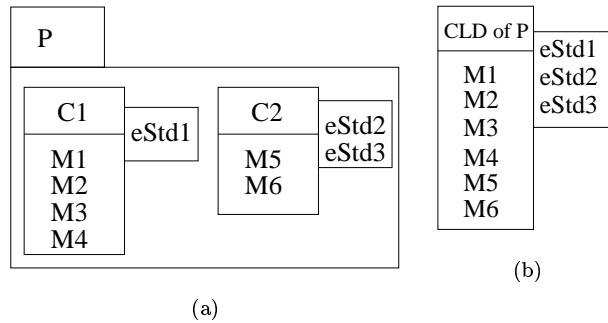 P
C1
eStd1
M1
M2
M3
M4
C2
eStd2
eStd3
M5
M6
(a)
CLD of P
eStd1
eStd2
eStd3
M1
M2
M3
M4
M5
M6
(b)